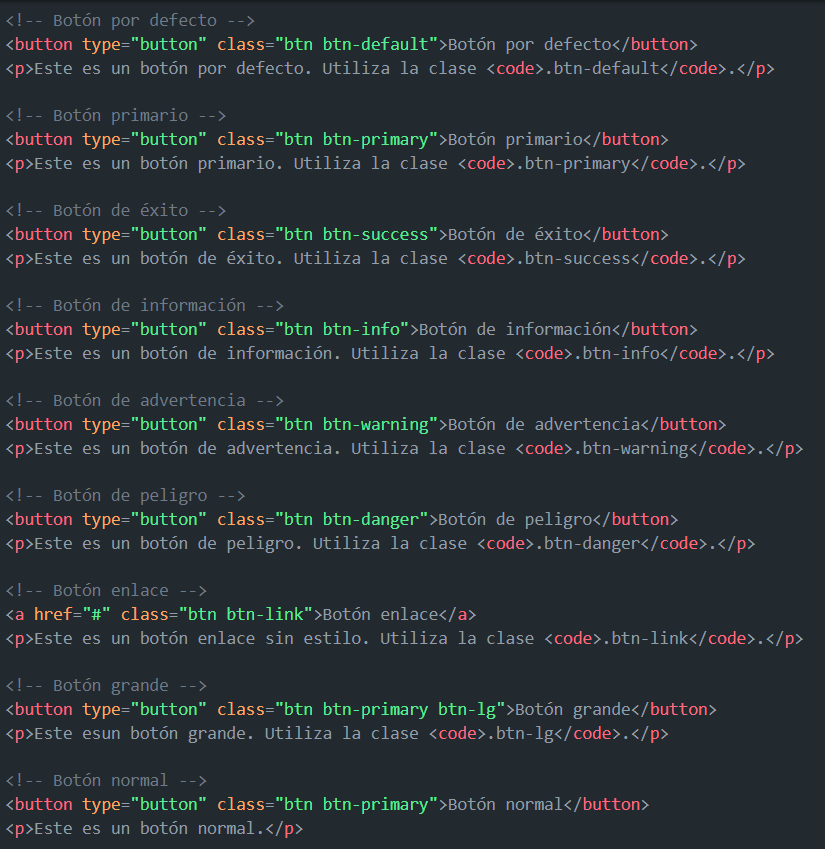 <!-- Botón por defecto -->
<button type="button" class="btn btn-default">Botón por defecto</button>
<p>Este es un botón por defecto. Utiliza la clase <code>.btn-default</code>.</p>

<!-- Botón primario -->
<button type="button" class="btn btn-primary">Botón primario</button>
<p>Este es un botón primario. Utiliza la clase <code>.btn-primary</code>.</p>

<!-- Botón de éxito -->
<button type="button" class="btn btn-success">Botón de éxito</button>
<p>Este es un botón de éxito. Utiliza la clase <code>.btn-success</code>.</p>

<!-- Botón de información -->
<button type="button" class="btn btn-info">Botón de información</button>
<p>Este es un botón de información. Utiliza la clase <code>.btn-info</code>.</p>

<!-- Botón de advertencia -->
<button type="button" class="btn btn-warning">Botón de advertencia</button>
<p>Este es un botón de advertencia. Utiliza la clase <code>.btn-warning</code>.</p>

<!-- Botón de peligro -->
<button type="button" class="btn btn-danger">Botón de peligro</button>
<p>Este es un botón de peligro. Utiliza la clase <code>.btn-danger</code>.</p>

<!-- Botón enlace -->
<a href="#" class="btn btn-link">Botón enlace</a>
<p>Este es un botón enlace sin estilo. Utiliza la clase <code>.btn-link</code>.</p>

<!-- Botón grande -->
<button type="button" class="btn btn-primary btn-lg">Botón grande</button>
<p>Este esun botón grande. Utiliza la clase <code>.btn-lg</code>.</p>

<!-- Botón normal -->
<button type="button" class="btn btn-primary">Botón normal</button>
<p>Este es un botón normal.</p>